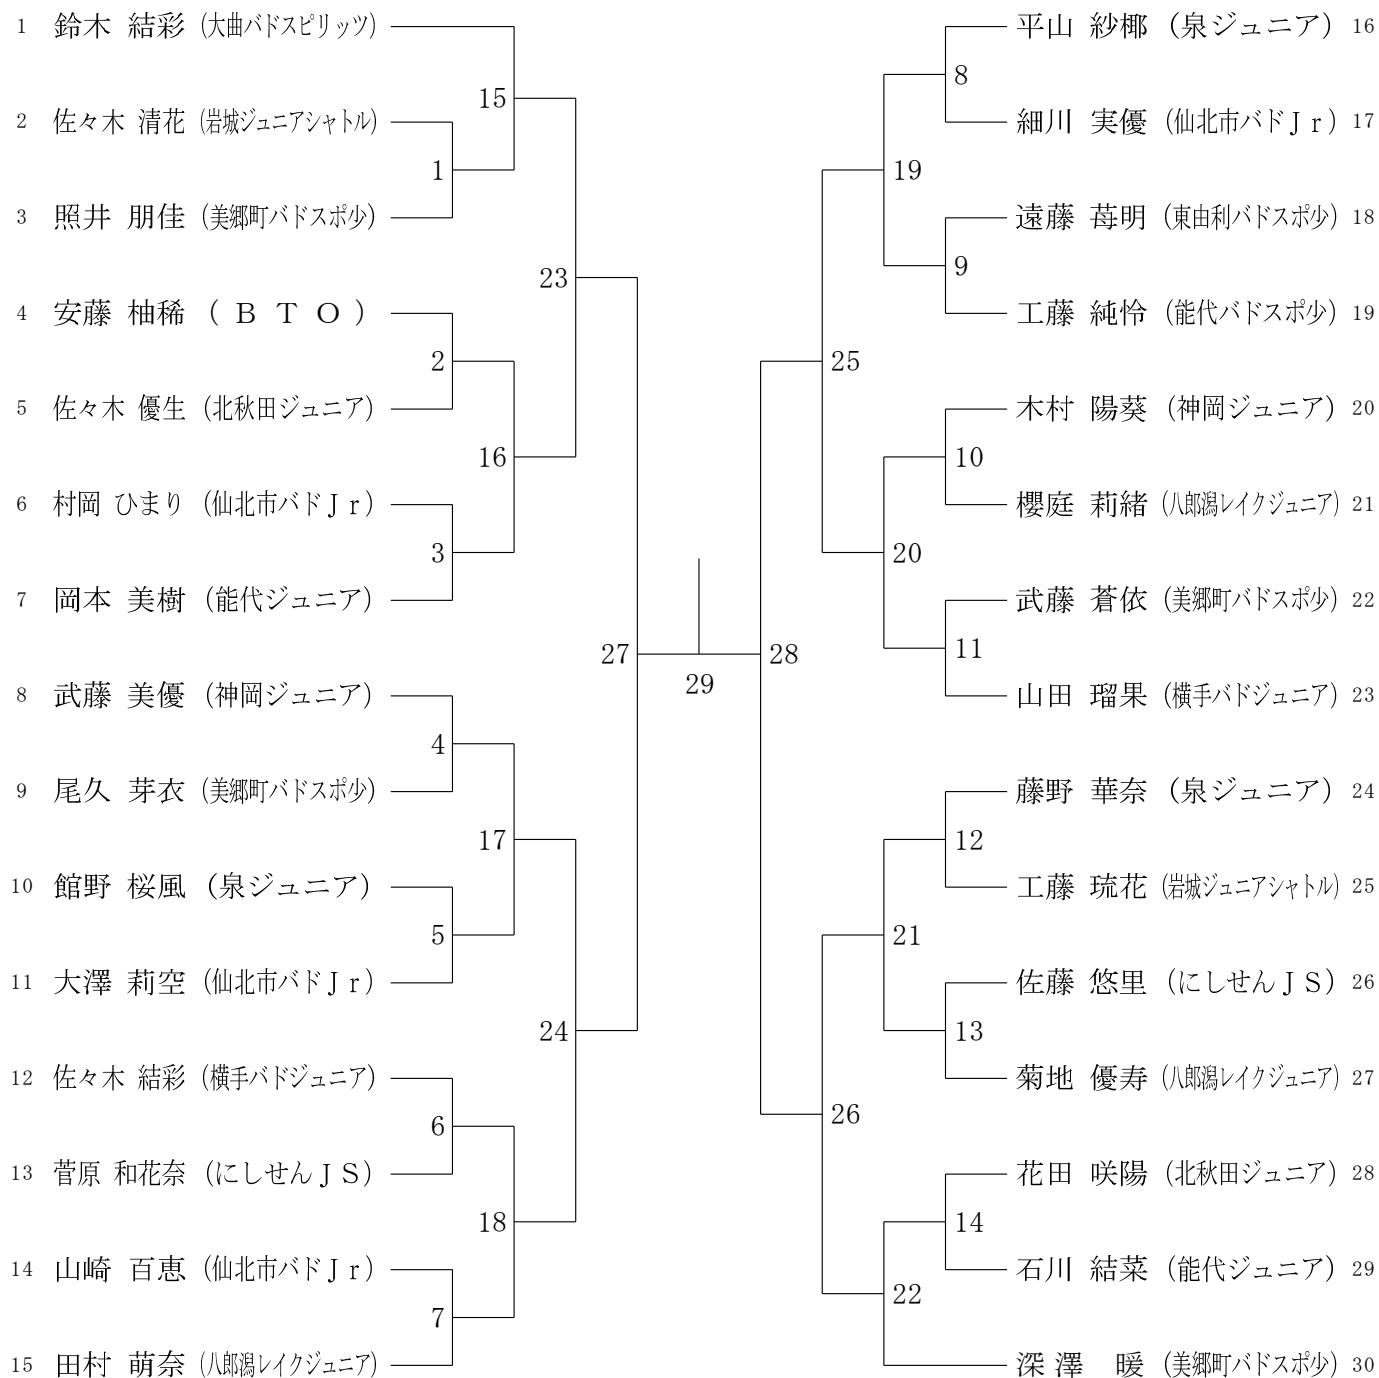 1 鈴木 結彩 (大曲バドスピリッツ)
2 佐々木 清花 (岩城ジュニアシャトル)
3 照井 朋佳 (美郷町バドスポ少)
4 安藤 柚稀 (ＢＴＯ)
5 佐々木 優生 (北秋田ジュニア)
6 村岡 ひまり (仙北市バドＪｒ)
7 岡本 美樹 (能代ジュニア)
8 武藤 美優 (神岡ジュニア)
9 尾久 芽衣 (美郷町バドスポ少)
10 館野 桜風 (泉ジュニア)
11 大澤 莉空 (仙北市バドＪｒ)
12 佐々木 結彩 (横手バドジュニア)
13 菅原 和花奈 (にしせんＪＳ)
14 山崎 百恵 (仙北市バドＪｒ)
15 田村 萌奈 (八郎潟レイクジュニア)
1
2
3
4
5
6
7
15
16
17
18
23
24
27
29
28
25
26
19
20
21
22
8
9
10
11
12
13
14
平山 紗椰 (泉ジュニア) 16
細川 実優 (仙北市バドＪｒ) 17
遠藤 苺明 (東由利バドスポ少) 18
工藤 純怜 (能代バドスポ少) 19
木村 陽葵 (神岡ジュニア) 20
櫻庭 莉緒 (八郎潟レイクジュニア) 21
武藤 蒼依 (美郷町バドスポ少) 22
山田 瑠果 (横手バドジュニア) 23
藤野 華奈 (泉ジュニア) 24
工藤 琉花 (岩城ジュニアシャトル) 25
佐藤 悠里 (にしせんＪＳ) 26
菊地 優寿 (八郎潟レイクジュニア) 27
花田 咲陽 (北秋田ジュニア) 28
石川 結菜 (能代ジュニア) 29
深澤 暖 (美郷町バドスポ少) 30